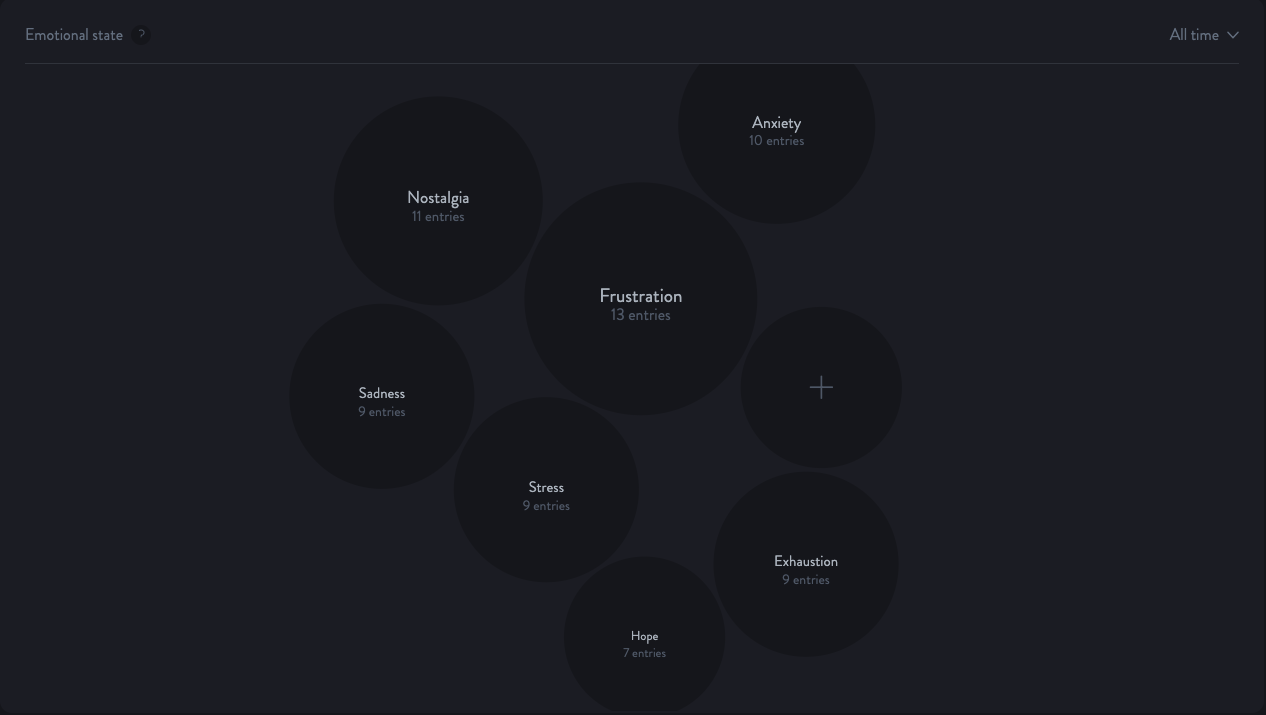 Emotional state ?
All time
Anxiety
10 entries
Nostalgia
11 entries
Frustration
13 entries
Sadness
9 entries
Stress
9 entries
Exhaustion
9 entries
Hope
7 entries